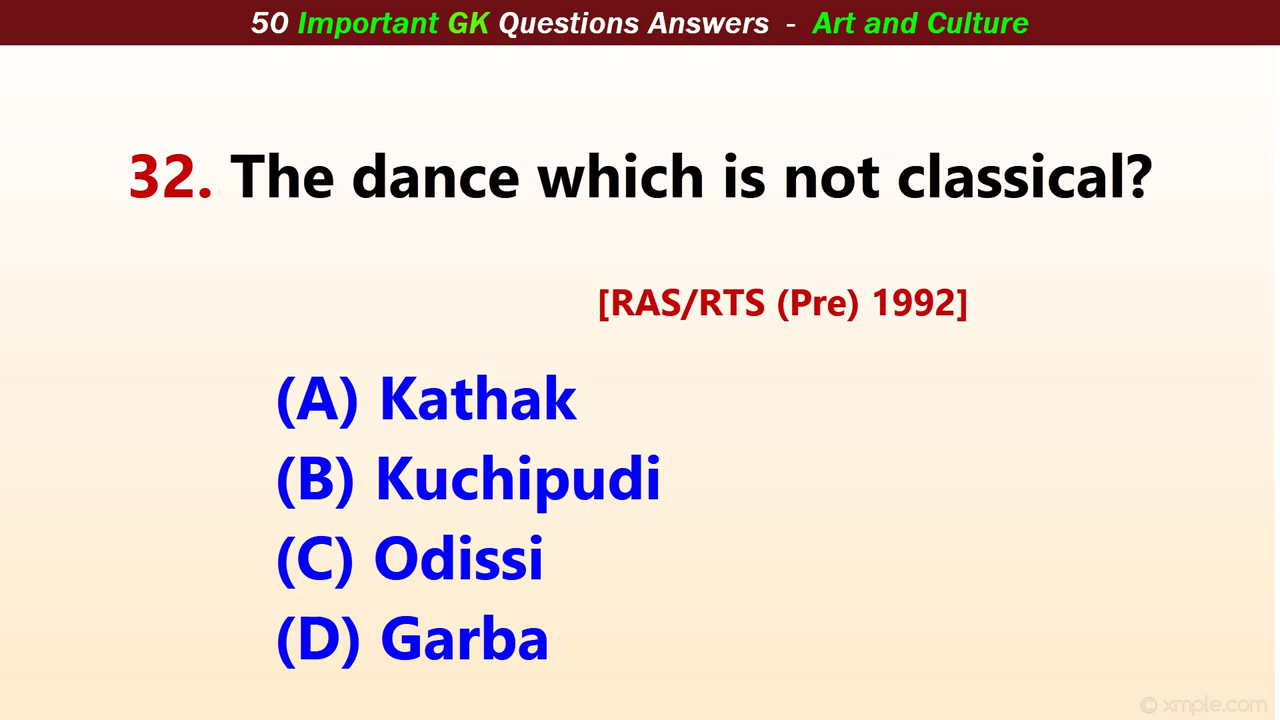 50 Important GK Questions Answers - Art and Culture
32. The dance which is not classical?
[RAS/RTS (Pre) 1992]
(A) Kathak
(B) Kuchipudi
(C) Odissi
(D) Garba
© xmple.com